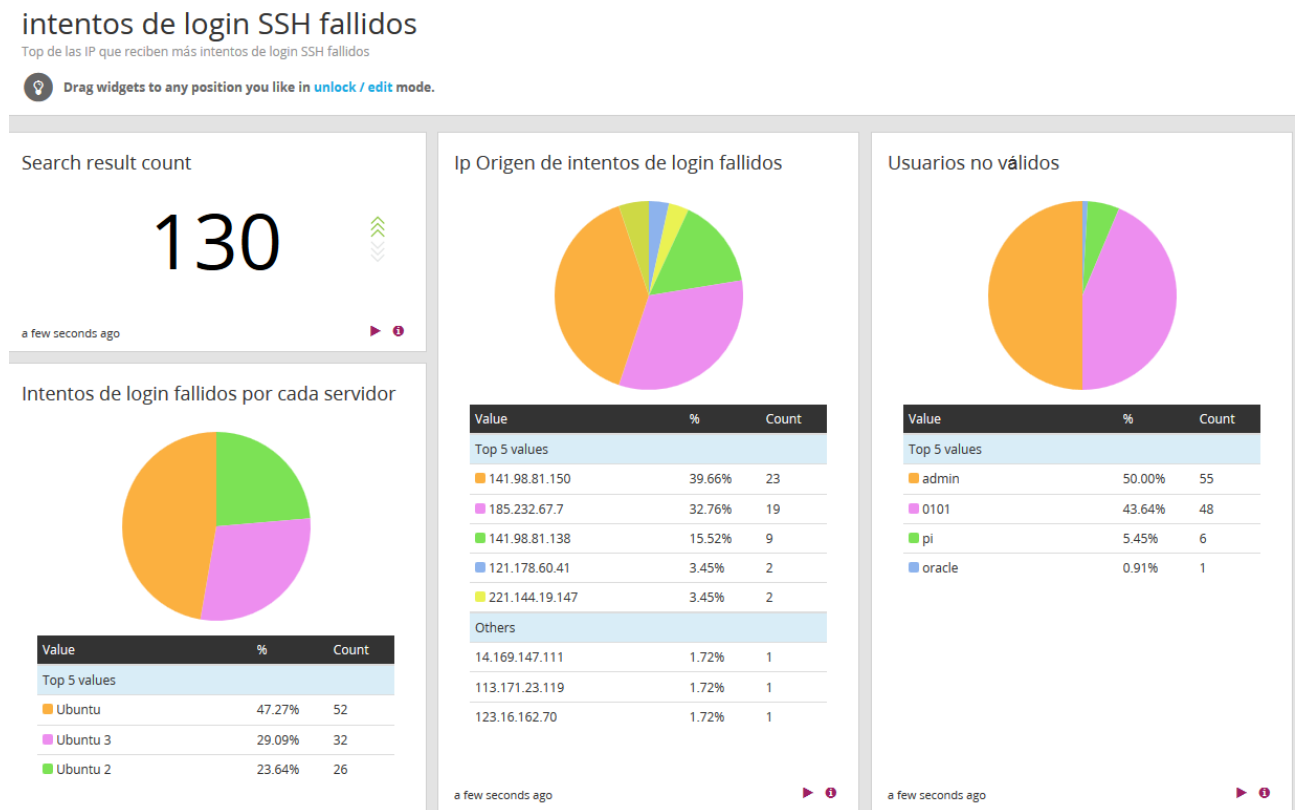 intentos de login SSH fallidos
Top de las IP que reciben más intentos de login SSH fallidos
Drag widgets to any position you like in unlock / edit mode.
Search result count
130
a few seconds ago
Intentos de login fallidos por cada servidor
Value % Count
Top 5 values
Ubuntu 47.27% 52
Ubuntu 3 29.09% 32
Ubuntu 2 23.64% 26
Ip Origen de intentos de login fallidos
Value % Count
Top 5 values
141.98.81.150 39.66% 23
185.232.67.7 32.76% 19
141.98.81.138 15.52% 9
121.178.60.41 3.45% 2
221.144.19.147 3.45% 2
Others
14.169.147.111 1.72% 1
113.171.23.119 1.72% 1
123.16.162.70 1.72% 1
a few seconds ago
Usuarios no válidos
Value % Count
Top 5 values
admin 50.00% 55
0101 43.64% 48
pi 5.45% 6
oracle 0.91% 1
a few seconds ago